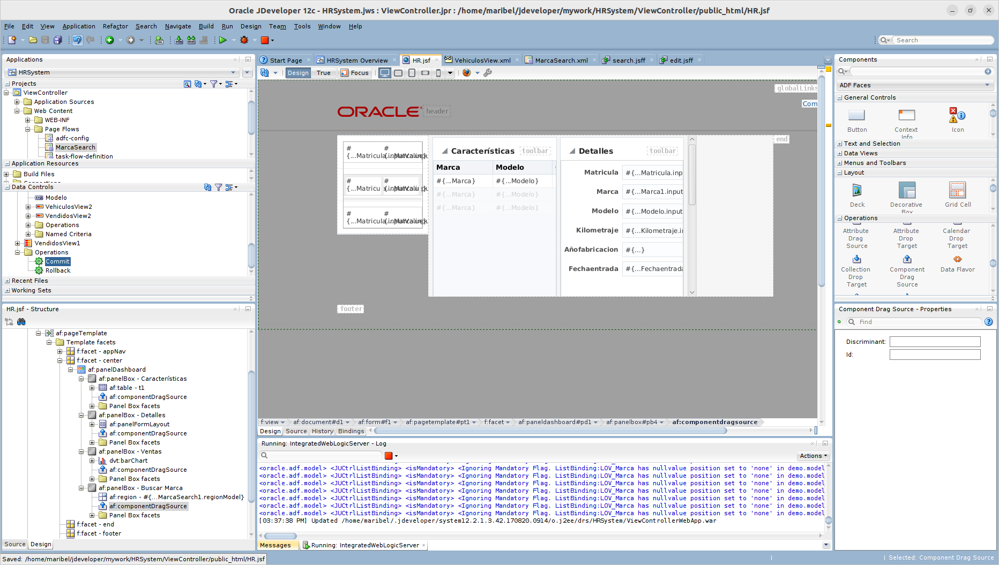 Oracle JDeveloper 12c - HRSystem.jws : ViewController.jpr : /home/maribel/jdeveloper/mywork/HRSystem/ViewController/public_html/HR.jsf
File Edit View Application Refactor Search Navigate Build Run Design Team Tools Window Help
Search
Applications
HRSystem
Projects
ViewController
Application Sources
Web Content
WEB-INF
Page Flows
adfc-config
MarcaSearch
task-flow-definition
Application Resources
Build Files
Data Controls
Modelo
VehiculosView2
VendidosView2
Operations
Named Criteria
VendidosView1
Operations
Commit
Rollback
Recent Files
Working Sets
HR.jsf - Structure
af:pageTemplate
Template facets
f:facet - appNav
f:facet - center
af:panelDashboard
af:panelBox - Características
af:table - t1
af:componentDragSource
Panel Box facets
af:panelBox - Detalles
af:panelFormLayout
af:componentDragSource
Panel Box facets
af:panelBox - Ventas
dvt:barChart
af:componentDragSource
Panel Box facets
af:panelBox - Buscar Marca
af:region - #{...MarcaSearch1.regionModel}
af:componentDragSource
Panel Box facets
f:facet - end
f:facet - footer
Source Design
Saved: /home/maribel/jdeveloper/mywork/HRSystem/ViewController/public_html/HR.jsf
Start Page HRSystem Overview HR.jsf VehiculosView.xml MarcaSearch.xml search.jsff edit.jsff
Design True Focus
globalLinks
Com
ORACLE header
end
# #
{...Matricula
# #
{...Matricu
# #
{...Matricula
Características toolbar
Marca Modelo
#{...Marca} #{...Modelo}
#{...Marca} #{...Modelo}
#{...Marca} #{...Modelo}
Detalles toolbar
Matricula #{...Matricula.inp
Marca #{...Marca1.input
Modelo #{...Modelo.input
Kilometraje #{...Kilometraje.i
Añofabricacion #{...}
Fechaentrada #{...Fechaentrada
footer
f:view af:document#d1 af:form#f1 af:pagetemplate#pt1 f:facet af:paneldashboard#pd1 af:panelbox#pb4 af:componentdragsource
Design Source History Bindings
Running: IntegratedWebLogicServer - Log
Actions
<oracle.adf.model> <JUCtrlListBinding> <isMandatory> <Ignoring Mandatory Flag. ListBinding:LOV_Marca has nullvalue position set to 'none' in demo.model
<oracle.adf.model> <JUCtrlListBinding> <isMandatory> <Ignoring Mandatory Flag. ListBinding:LOV_Marca has nullvalue position set to 'none' in demo.model
<oracle.adf.model> <JUCtrlListBinding> <isMandatory> <Ignoring Mandatory Flag. ListBinding:LOV_Marca has nullvalue position set to 'none' in demo.model
<oracle.adf.model> <JUCtrlListBinding> <isMandatory> <Ignoring Mandatory Flag. ListBinding:LOV_Marca has nullvalue position set to 'none' in demo.model
<oracle.adf.model> <JUCtrlListBinding> <isMandatory> <Ignoring Mandatory Flag. ListBinding:LOV_Marca has nullvalue position set to 'none' in demo.model
<oracle.adf.model> <JUCtrlListBinding> <isMandatory> <Ignoring Mandatory Flag. ListBinding:LOV_Marca has nullvalue position set to 'none' in demo.model
<oracle.adf.model> <JUCtrlListBinding> <isMandatory> <Ignoring Mandatory Flag. ListBinding:LOV_Marca has nullvalue position set to 'none' in demo.model
[03:37:38 PM] Updated /home/maribel/.jdeveloper/system12.2.1.3.42.170820.0914/o.j2ee/drs/HRSystem/ViewControllerWebApp.war
Messages Running: IntegratedWebLogicServer
Components
ADF Faces
General Controls
Button Context Info Icon
Text and Selection
Data Views
Menus and Toolbars
Layout
Deck Decorative Box Grid Cell
Operations
Attribute Drag Source Attribute Drop Target Calendar Drop Target
Collection Drop Target Component Drag Source Data Flavor
Component Drag Source - Properties
Find
Discriminant:
Id:
Selected: Component Drag Source